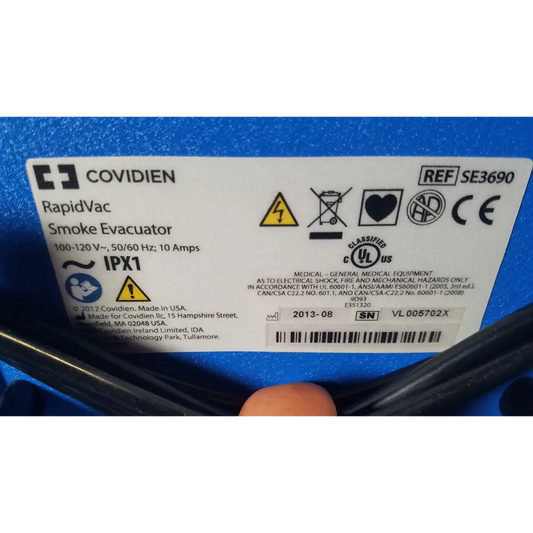 COVIDIEN
REF SE3690
RapidVac
Smoke Evacuator
100-120 V~, 50/60 Hz; 10 Amps
IPX1
CLASSIFIED
C UL US
MEDICAL – GENERAL MEDICAL EQUIPMENT
AS TO ELECTRICAL SHOCK, FIRE AND MECHANICAL HAZARDS ONLY
IN ACCORDANCE WITH UL 60601-1, ANSI/AAMI ES60601-1 (2005, 3rd ed.),
CAN/CSA C22.2 NO. 601.1, AND CAN/CSA-C22.2 No. 60601-1 (2008)
9D93
E351320
© 2012 Covidien. Made in USA.
Made for Covidien llc, 15 Hampshire Street,
MA 02048 USA.
Covidien Ireland Limited, IDA
Technology Park, Tullamore.
2013-08 SN VL005702X
CE